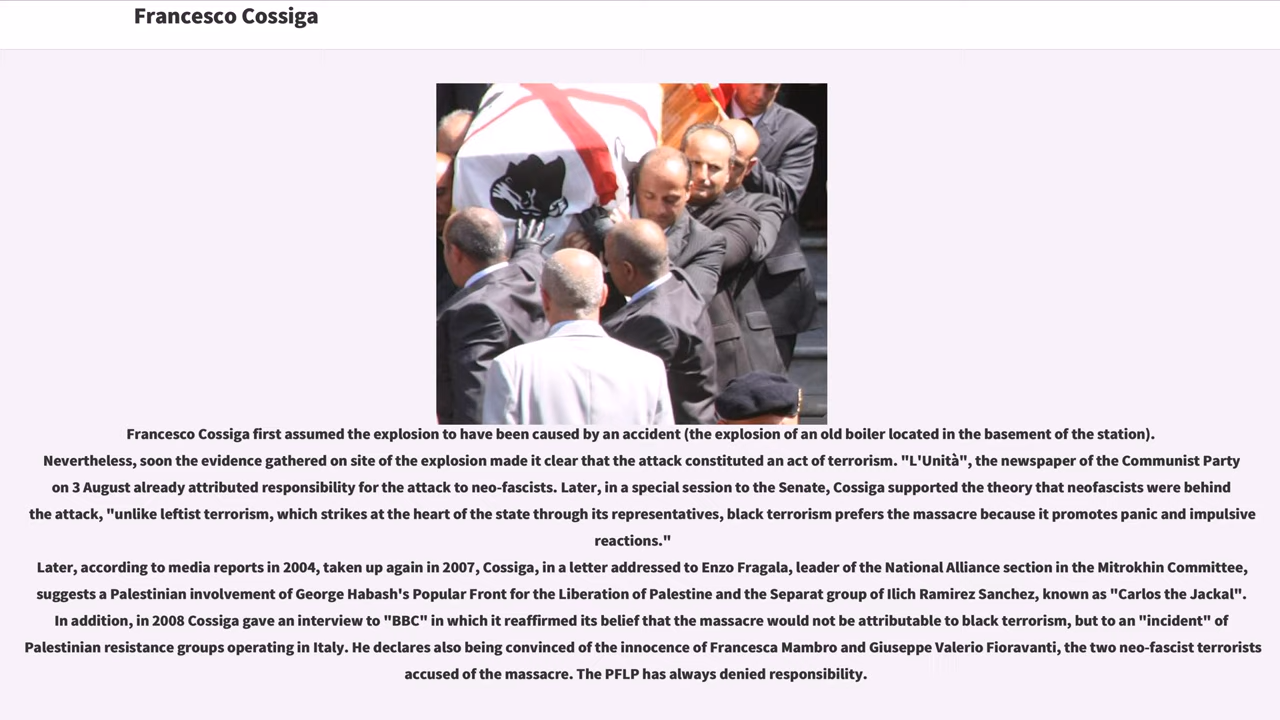 Francesco Cossiga
Francesco Cossiga first assumed the explosion to have been caused by an accident (the explosion of an old boiler located in the basement of the station).
Nevertheless, soon the evidence gathered on site of the explosion made it clear that the attack constituted an act of terrorism. "L'Unità", the newspaper of the Communist Party
on 3 August already attributed responsibility for the attack to neo-fascists. Later, in a special session to the Senate, Cossiga supported the theory that neofascists were behind
the attack, "unlike leftist terrorism, which strikes at the heart of the state through its representatives, black terrorism prefers the massacre because it promotes panic and impulsive
reactions."
Later, according to media reports in 2004, taken up again in 2007, Cossiga, in a letter addressed to Enzo Fragala, leader of the National Alliance section in the Mitrokhin Committee,
suggests a Palestinian involvement of George Habash's Popular Front for the Liberation of Palestine and the Separat group of Ilich Ramirez Sanchez, known as "Carlos the Jackal".
In addition, in 2008 Cossiga gave an interview to "BBC" in which it reaffirmed its belief that the massacre would not be attributable to black terrorism, but to an "incident" of
Palestinian resistance groups operating in Italy. He declares also being convinced of the innocence of Francesca Mambro and Giuseppe Valerio Fioravanti, the two neo-fascist terrorists
accused of the massacre. The PFLP has always denied responsibility.